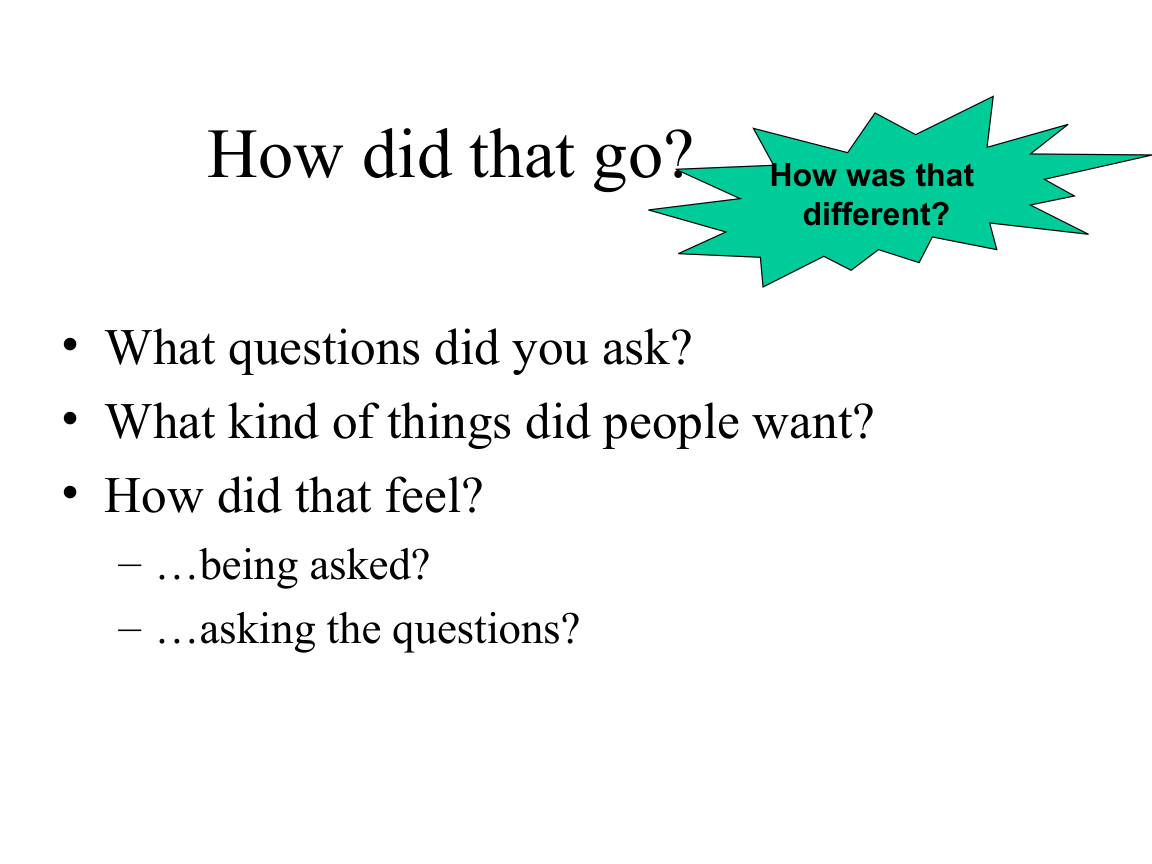 How did that go?
How was that
different?
• What questions did you ask?
• What kind of things did people want?
• How did that feel?
– …being asked?
– …asking the questions?